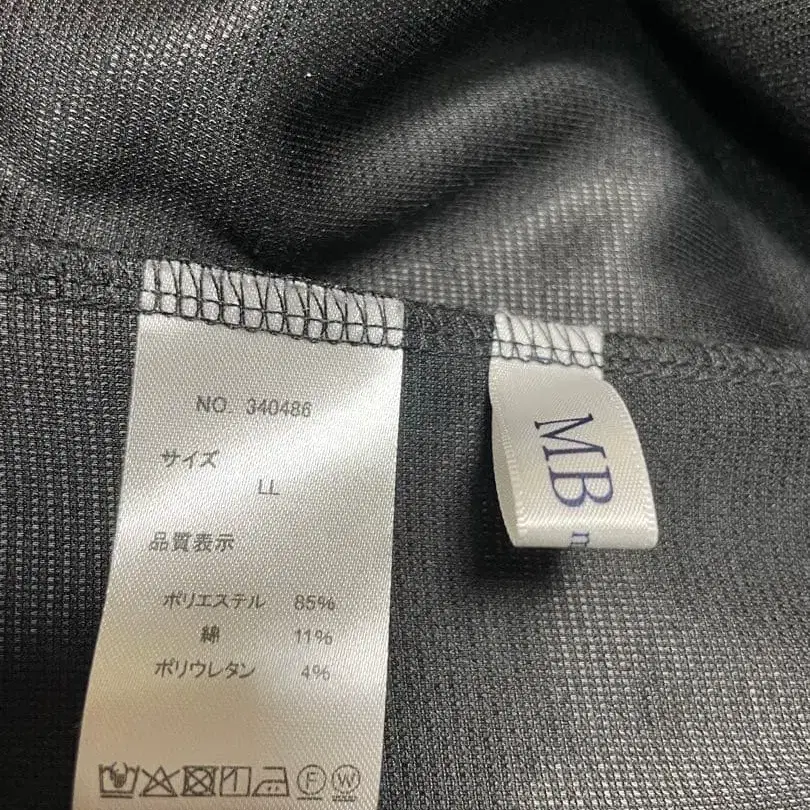 NO. 340486
サイズ
LL
品質表示
ポリエステル 85%
綿 11%
ポリウレタン 4%
F W
MB